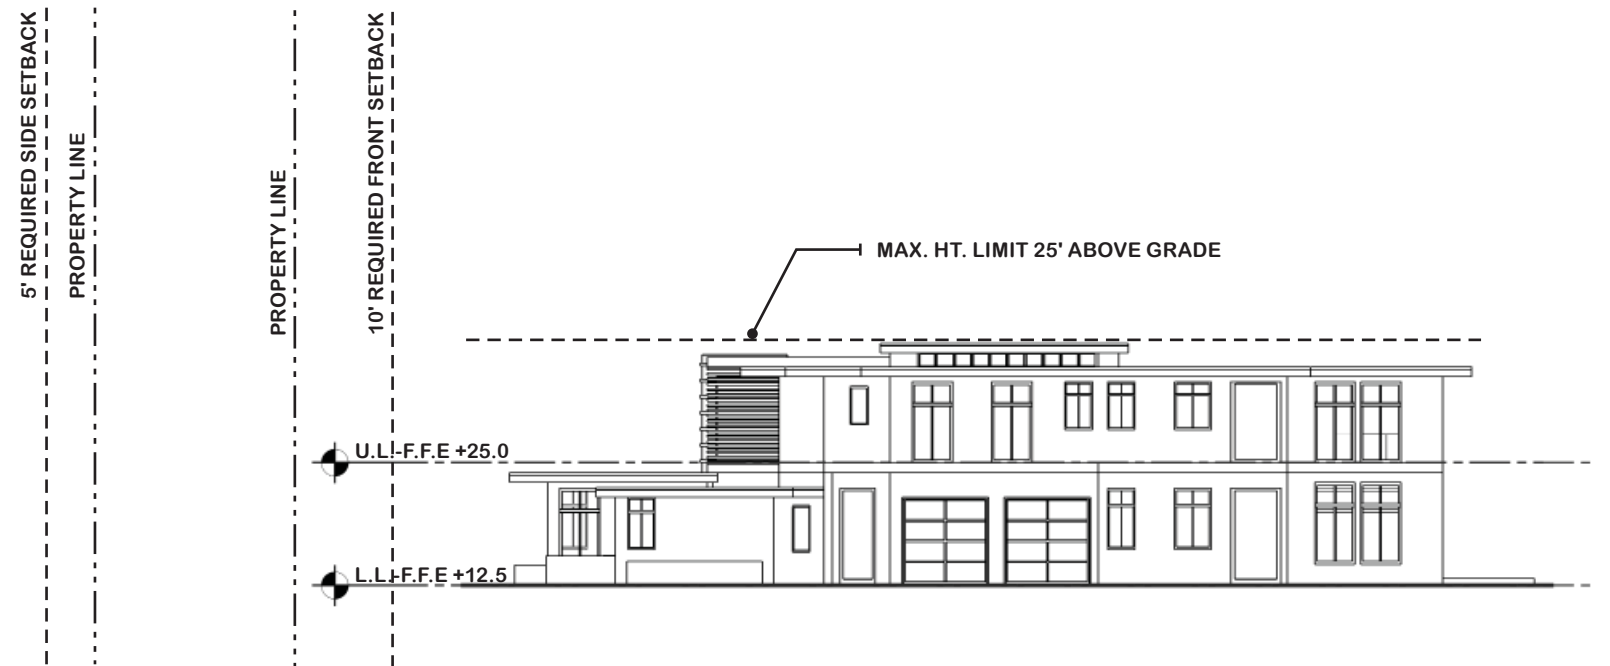 5' REQUIRED SIDE SETBACK
PROPERTY LINE
PROPERTY LINE
10' REQUIRED FRONT SETBACK
MAX. HT. LIMIT 25' ABOVE GRADE
U.L.-F.F.E +25.0
L.L.-F.F.E +12.5